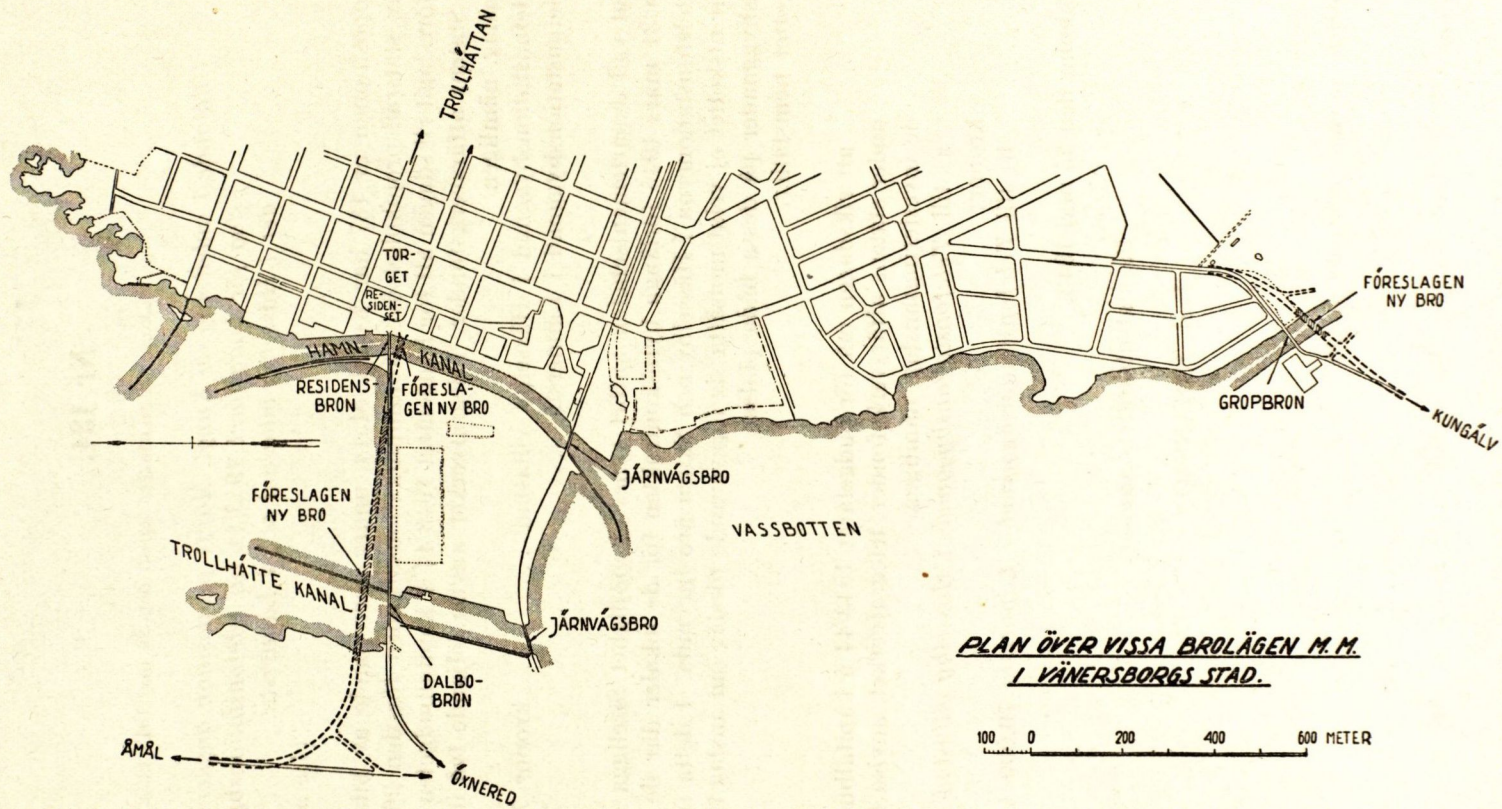 TROLLHÄTTAN
TOR-
GET
RE-
SIDEN-
SET
FÖRESLAGEN
NY BRO
HAMN-
KANAL
RESIDENS-
BRON
FÖRESLA-
GEN NY BRO
GROPBRON
KUNGÄLV
JÄRNVÄGSBRO
FÖRESLAGEN
NY BRO
VASSBOTTEN
TROLLHÄTTE KANAL
JÄRNVÄGSBRO
DALBO-
BRON
PLAN ÖVER VISSA BROLÄGEN M. M.
I VÄNERSBORGS STAD.
100 0 200 400 600 METER
ÅMÅL
ÖXNERED